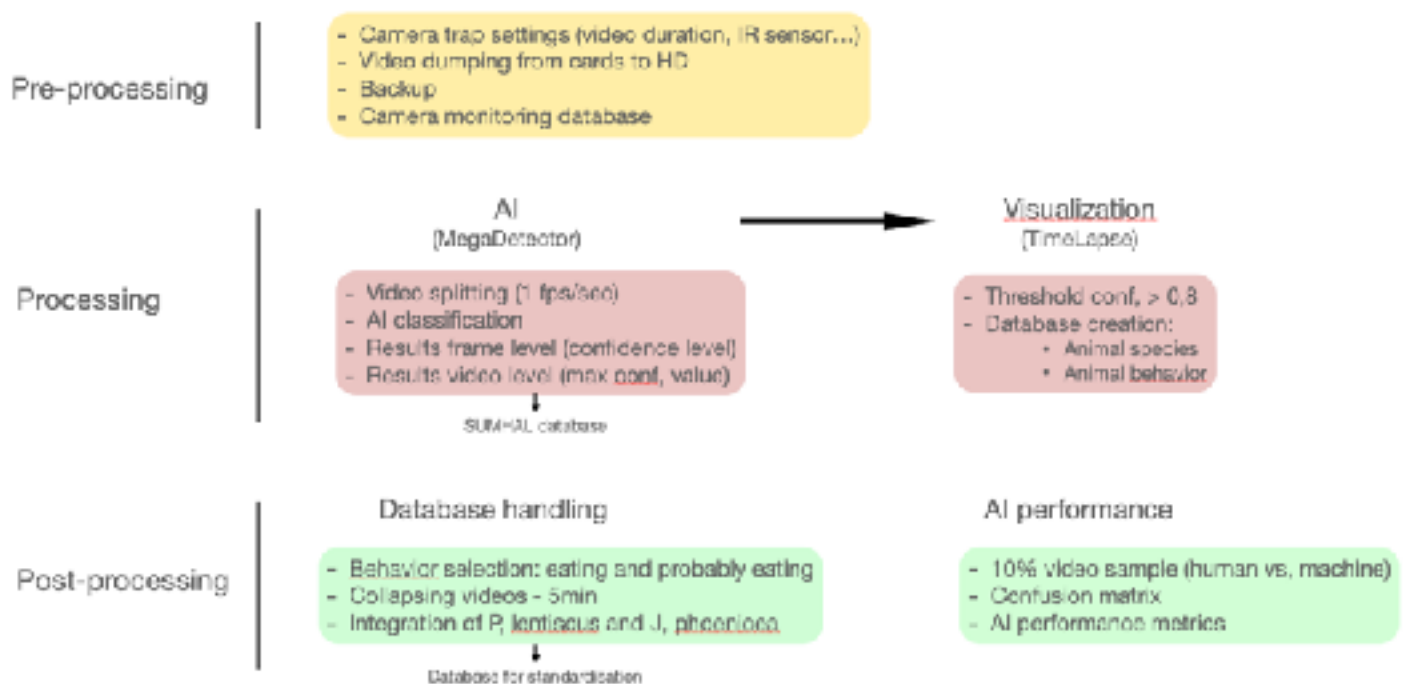 Pre-processing
- Camera trap settings (video duration, IR sensor...)
- Video dumping from cards to HD
- Backup
- Camera monitoring database
Processing
AI
(MegaDetector)
- Video splitting (1 fps/sec)
- AI classification
- Results frame level (confidence level)
- Results video level (max conf, value)
SUMHAL database
Visualization
(TimeLapse)
- Threshold conf, > 0,8
- Database creation:
• Animal species
• Animal behavior
Post-processing
Database handling
- Behavior selection: eating and probably eating
- Collapsing videos - 5min
- Integration of P, lentiscus and J, phoenicea
Database for standardisation
AI performance
- 10% video sample (human vs, machine)
- Confusion matrix
- AI performance metrics